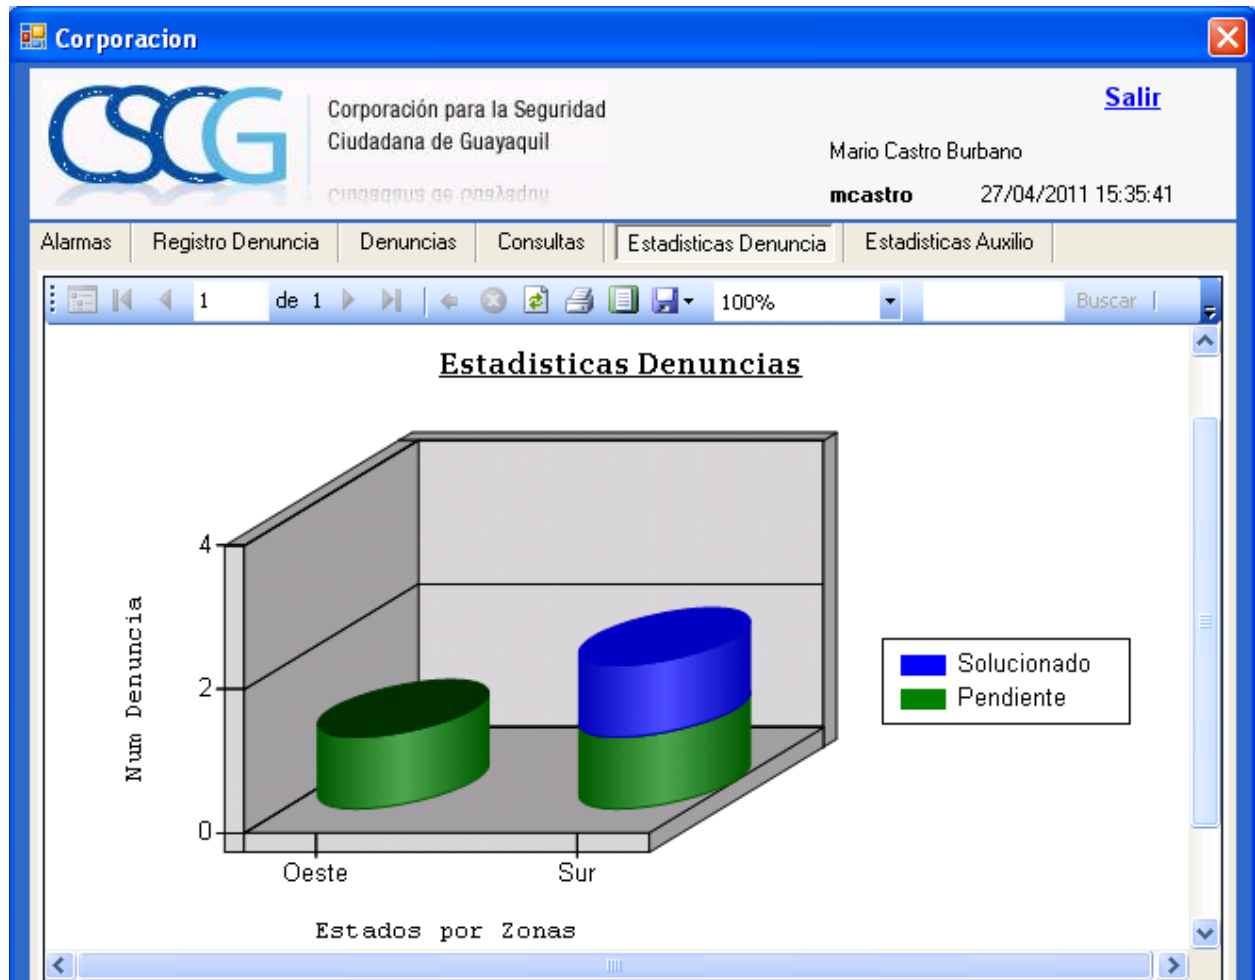 Corporacion
CSCG
Corporación para la Seguridad
Ciudadana de Guayaquil
Salir
Mario Castro Burbano
mcastro 27/04/2011 15:35:41
Alarmas Registro Denuncia Denuncias Consultas Estadisticas Denuncia Estadisticas Auxilio
1 de 1 100% Buscar
Estadisticas Denuncias
4
2
0
Num Denuncia
Solucionado
Pendiente
Oeste Sur
Estados por Zonas